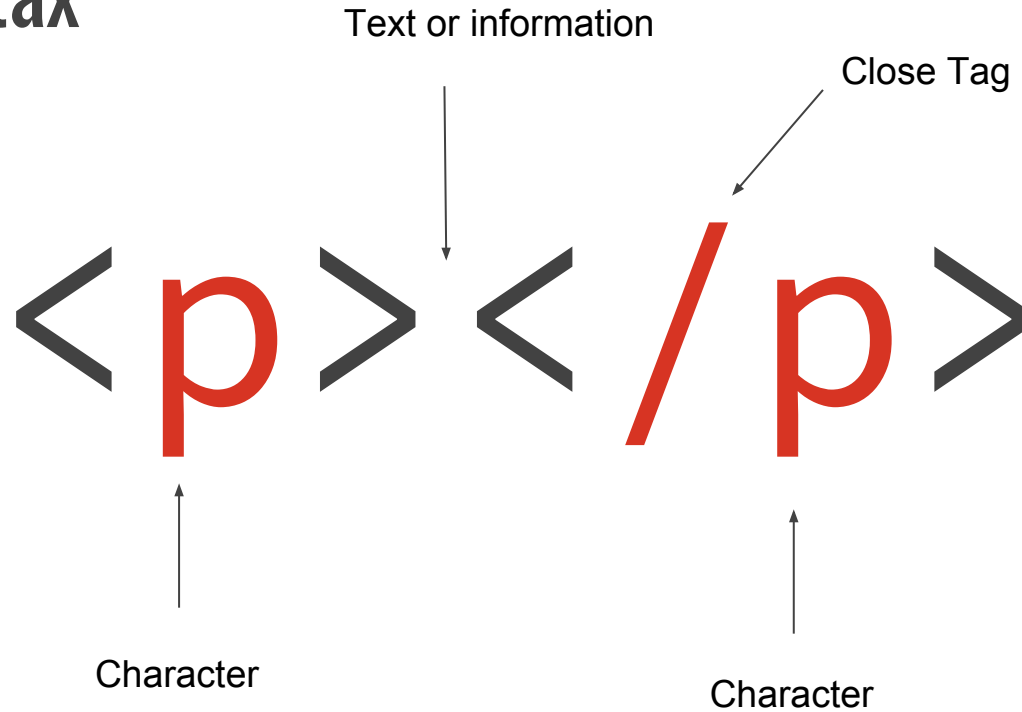 Text or information
Close Tag
<p></p>
Character
Character